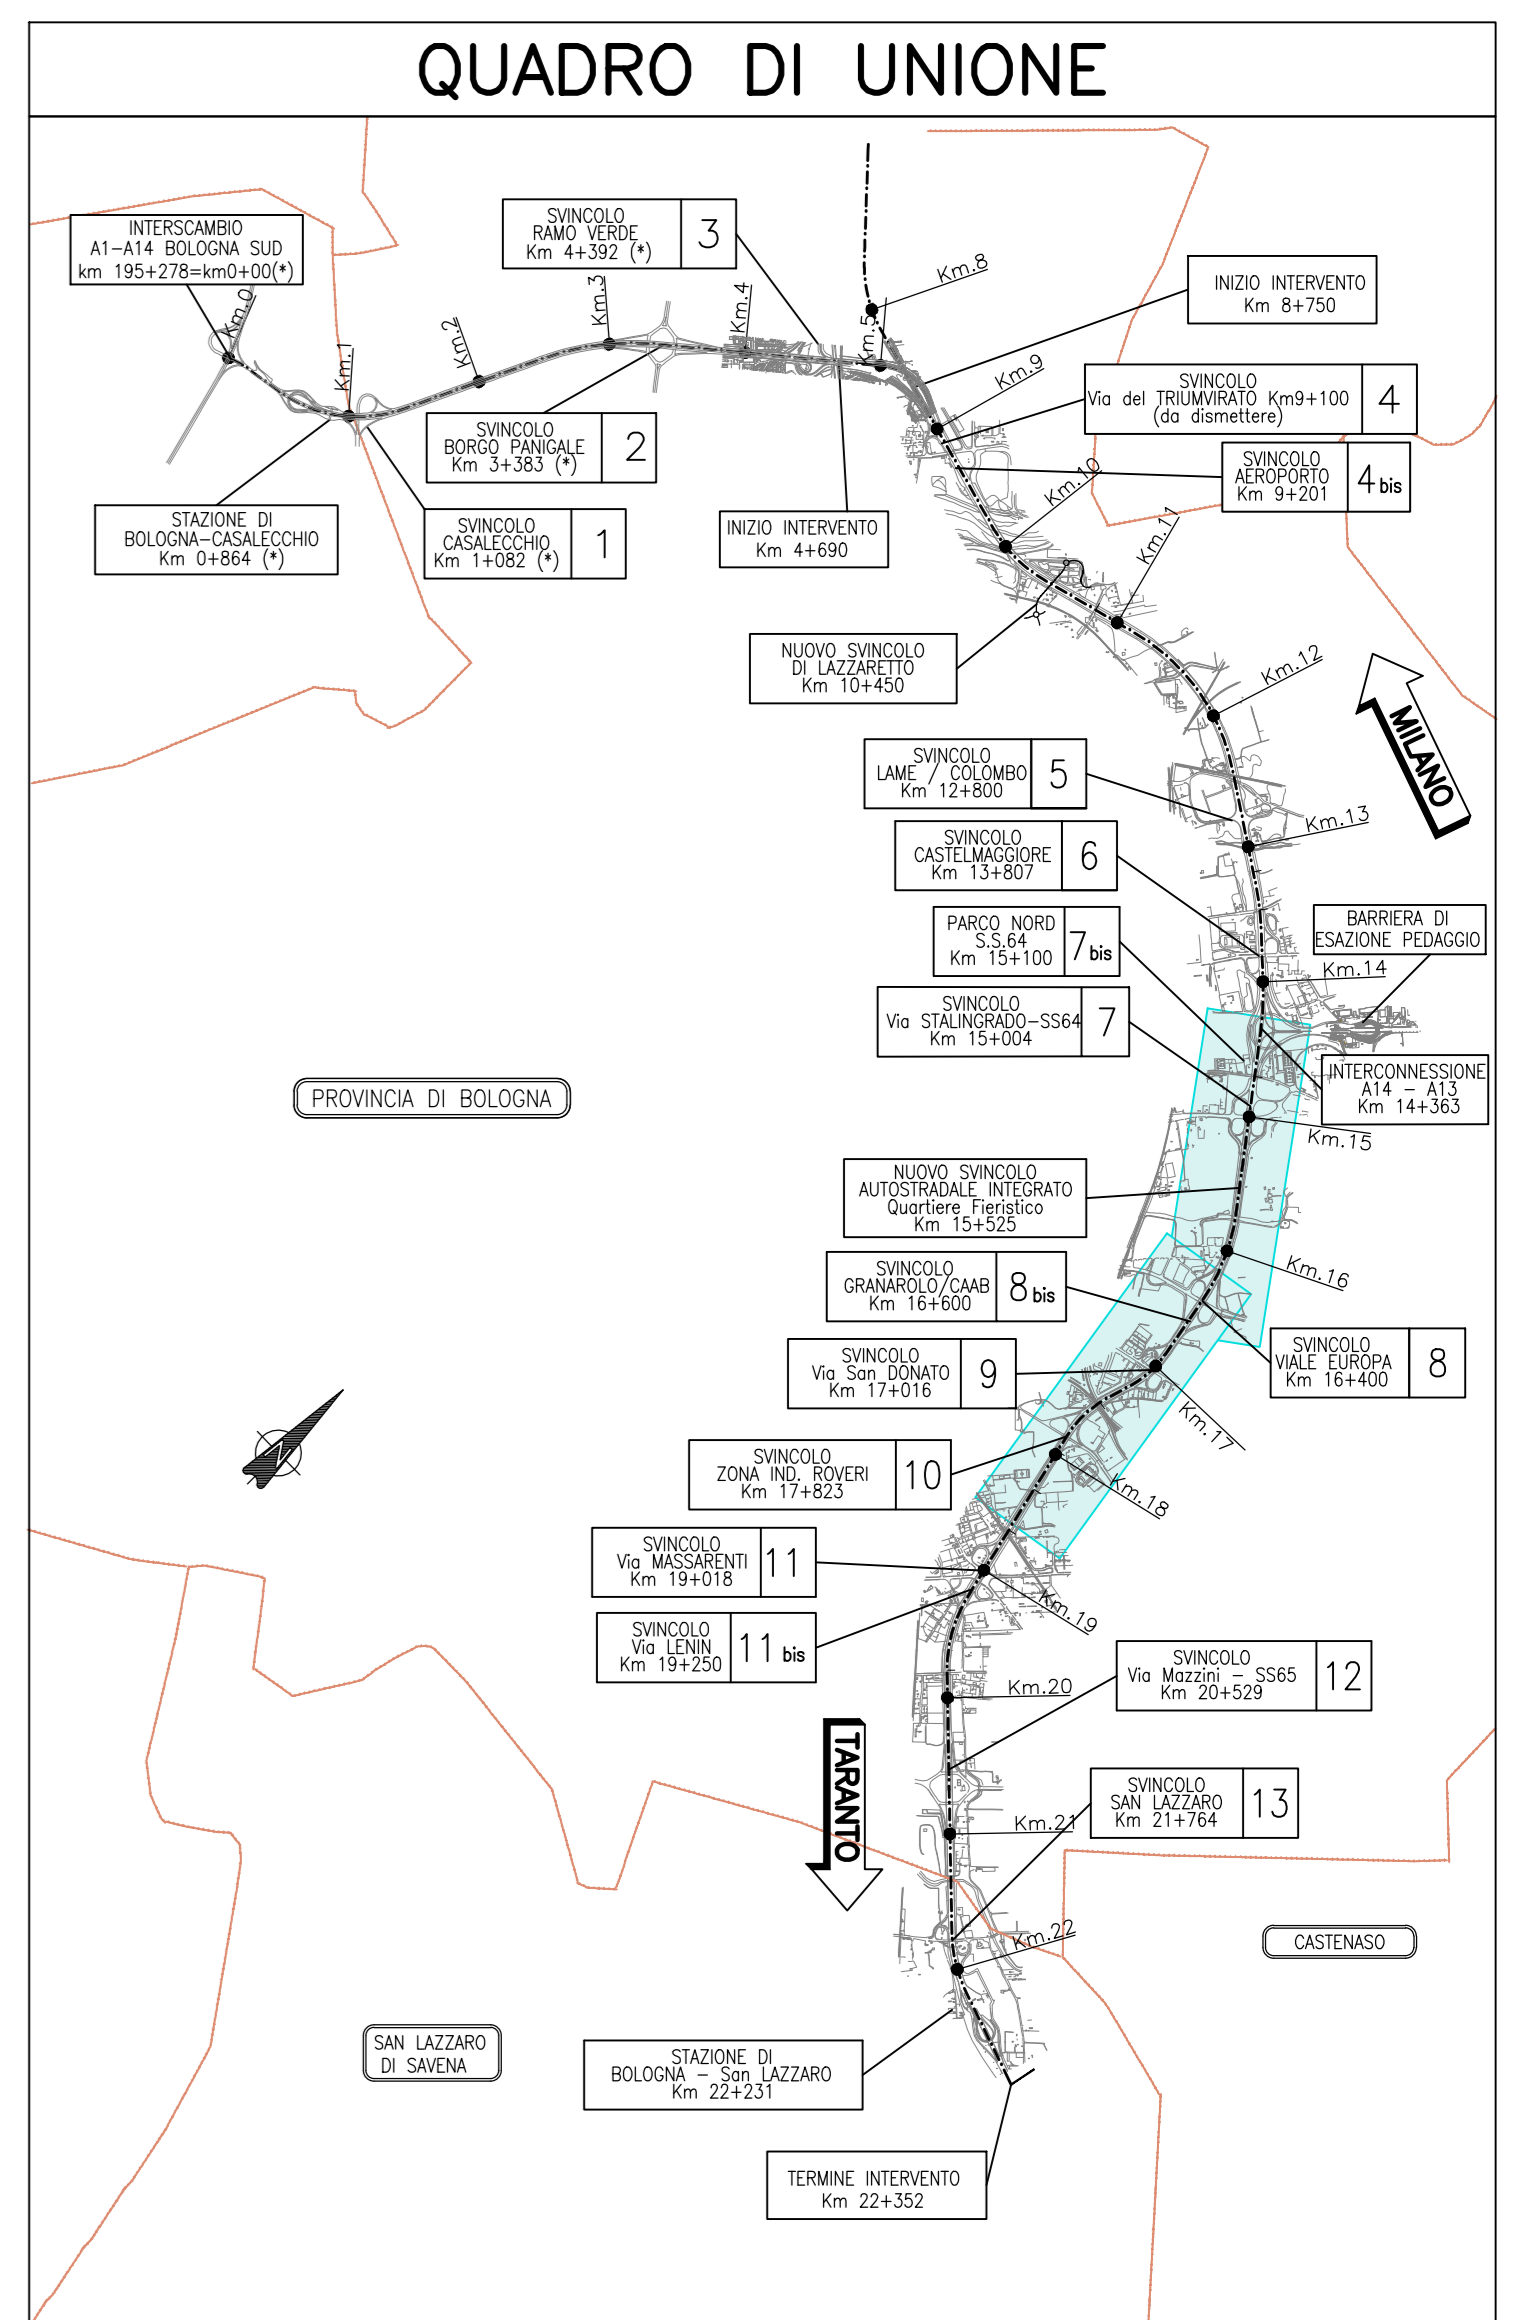 QUADRO DI UNIONE
INTERSCAMBIO
A1-A14 BOLOGNA SUD
km 195+278=km0+00(*)
SVINCOLO
RAMO VERDE
Km 4+392 (*)
3
Km.8
INIZIO INTERVENTO
Km 8+750
Km.0
Km.1
Km.2
Km.3
Km.4
Km.5
Km.9
SVINCOLO
Via del TRIUMVIRATO Km9+100
(da dismettere)
4
SVINCOLO
BORGO PANIGALE
Km 3+383 (*)
2
SVINCOLO
AEROPORTO
Km 9+201
4 bis
Km.10
STAZIONE DI
BOLOGNA-CASALECCHIO
Km 0+864 (*)
SVINCOLO
CASALECCHIO
Km 1+082 (*)
1
INIZIO INTERVENTO
Km 4+690
Km.11
NUOVO SVINCOLO
DI LAZZARETTO
Km 10+450
Km.12
MILANO
SVINCOLO
LAME / COLOMBO
Km 12+800
5
Km.13
SVINCOLO
CASTELMAGGIORE
Km 13+807
6
PARCO NORD
S.S.64
Km 15+100
7 bis
BARRIERA DI
ESAZIONE PEDAGGIO
Km.14
SVINCOLO
Via STALINGRADO-SS64
Km 15+004
7
INTERCONNESSIONE
A14 - A13
Km 14+363
PROVINCIA DI BOLOGNA
Km.15
NUOVO SVINCOLO
AUTOSTRADALE INTEGRATO
Quartiere Fieristico
Km 15+525
Km.16
SVINCOLO
GRANAROLO/CAAB
Km 16+600
8 bis
SVINCOLO
VIALE EUROPA
Km 16+400
8
SVINCOLO
Via San DONATO
Km 17+016
9
Km.17
N
SVINCOLO
ZONA IND. ROVERI
Km 17+823
10
Km.18
SVINCOLO
Via MASSARENTI
Km 19+018
11
Km.19
SVINCOLO
Via LENIN
Km 19+250
11 bis
SVINCOLO
Via Mazzini - SS65
Km 20+529
12
Km.20
TARANTO
SVINCOLO
SAN LAZZARO
Km 21+764
13
Km.21
Km.22
CASTENASO
SAN LAZZARO
DI SAVENA
STAZIONE DI
BOLOGNA - San LAZZARO
Km 22+231
TERMINE INTERVENTO
Km 22+352